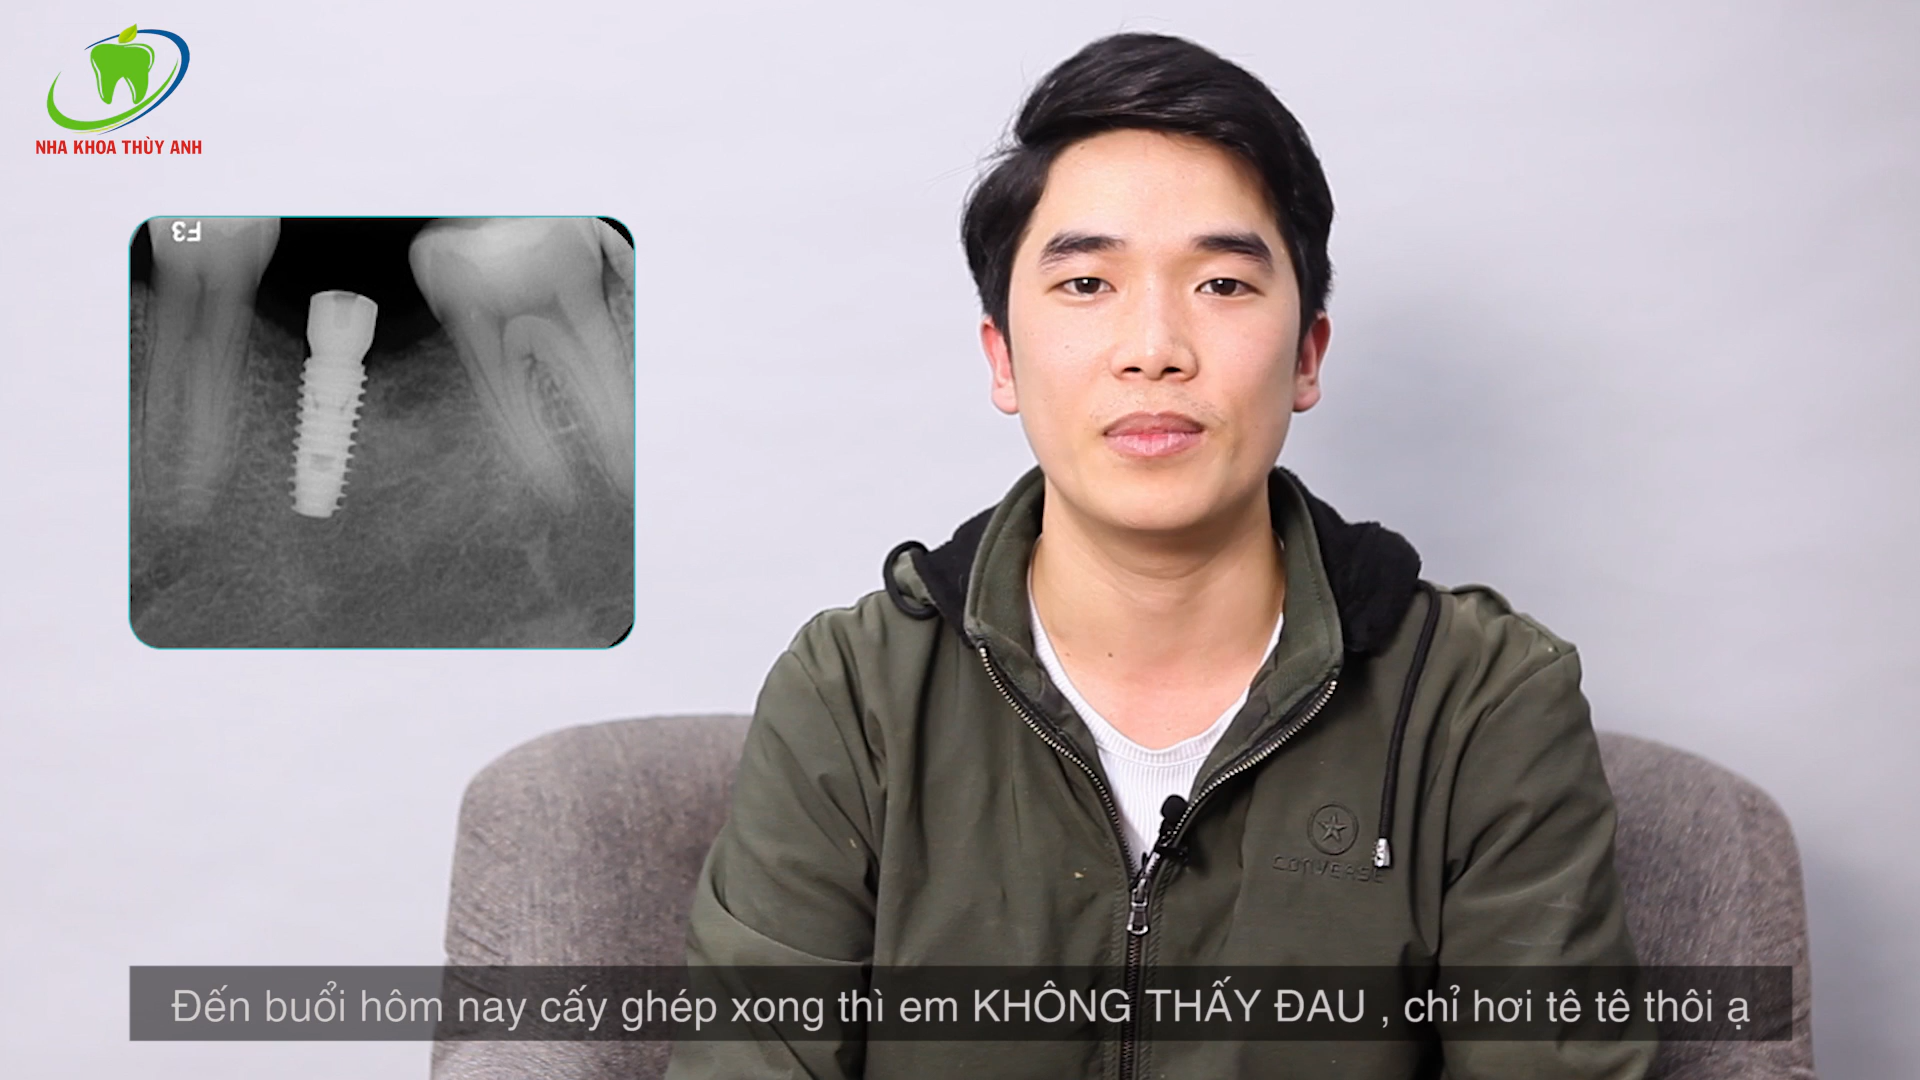 NHA KHOA THÙY ANH
F3
CONVERSE
Đến buổi hôm nay cấy ghép xong thì em KHÔNG THẤY ĐAU , chỉ hơi tê tê thôi ạ